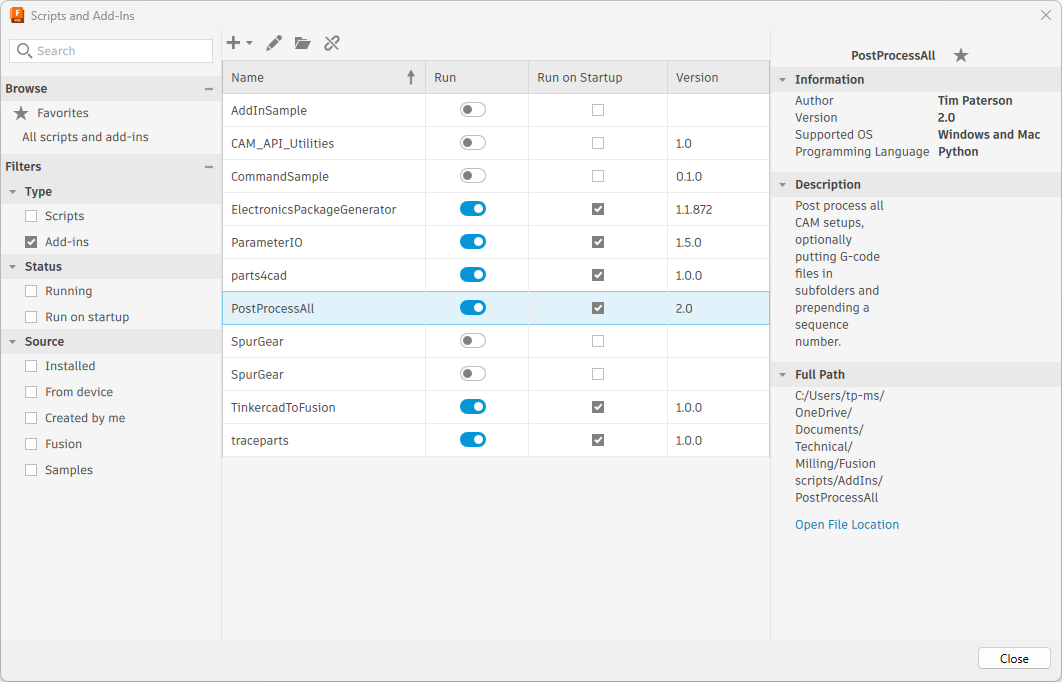 Scripts and Add-Ins
Search
Browse
Favorites
All scripts and add-ins
Filters
Type
Scripts
Add-ins
Status
Running
Run on startup
Source
Installed
From device
Created by me
Fusion
Samples
Name Run Run on Startup Version
AddInSample
CAM_API_Utilities 1.0
CommandSample 0.1.0
ElectronicsPackageGenerator 1.1.872
ParameterIO 1.5.0
parts4cad 1.0.0
PostProcessAll 2.0
SpurGear
SpurGear
TinkercadToFusion 1.0.0
traceparts 1.0.0
PostProcessAll
Information
Author Tim Paterson
Version 2.0
Supported OS Windows and Mac
Programming Language Python
Description
Post process all
CAM setups,
optionally
putting G-code
files in
subfolders and
prepending a
sequence
number.
Full Path
C:/Users/tp-ms/
OneDrive/
Documents/
Technical/
Milling/Fusion
scripts/AddIns/
PostProcessAll
Open File Location
Close